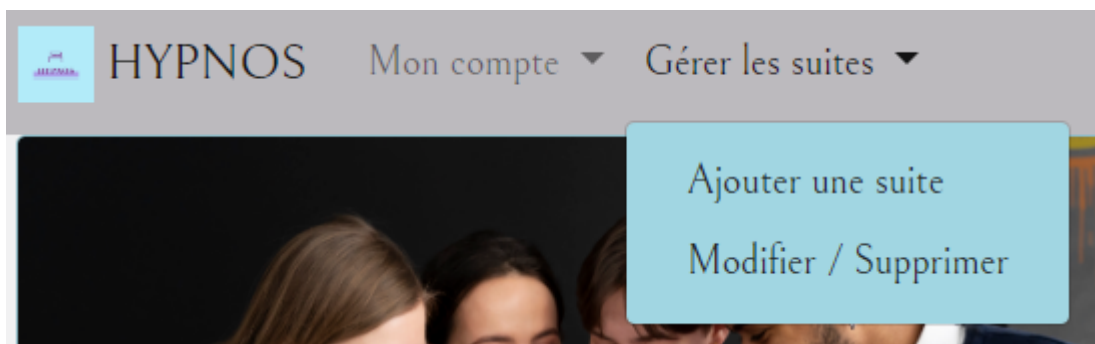 HYPNOS Mon compte Gérer les suites
Ajouter une suite
Modifier / Supprimer